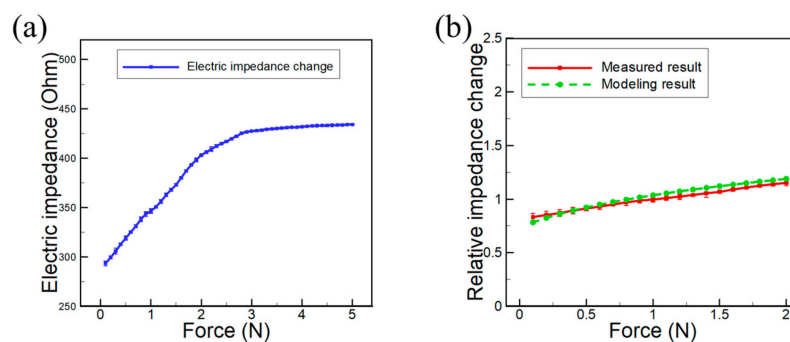 (a)
Electric impedance (Ohm)
500
450
400
350
300
250
Electric impedance change
0 1 2 3 4 5
Force (N)
(b)
Relative impedance change
2.5
2
1.5
1
0.5
0
Measured result
Modeling result
0 0.5 1 1.5 2
Force (N)